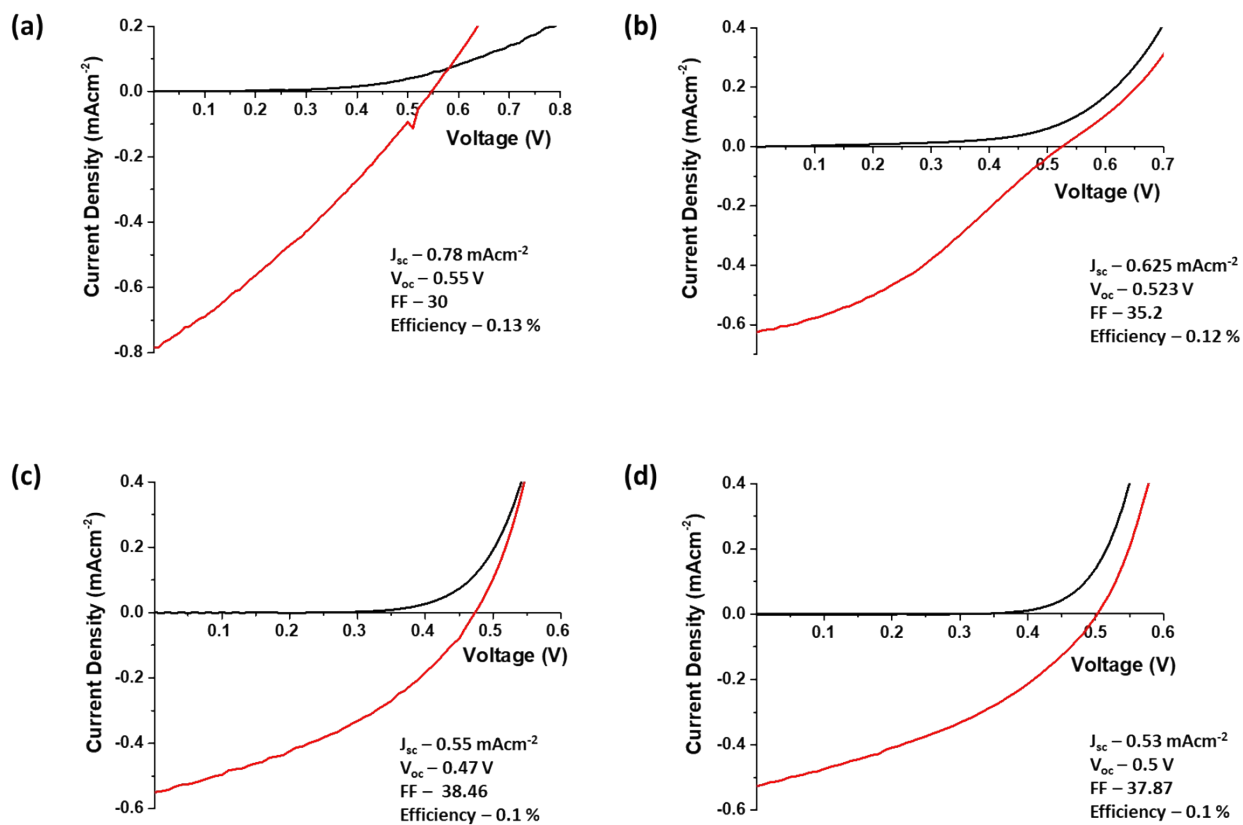 (a)
0.2
0.0
-0.2
-0.4
-0.6
-0.8
0.1 0.2 0.3 0.4 0.5 0.6 0.7 0.8
Current Density (mAcm⁻²)
Voltage (V)
Jsc – 0.78 mAcm⁻²
Voc – 0.55 V
FF – 30
Efficiency – 0.13 %
(b)
0.4
0.2
0.0
-0.2
-0.4
-0.6
0.1 0.2 0.3 0.4 0.5 0.6 0.7
Current Density (mAcm⁻²)
Voltage (V)
Jsc – 0.625 mAcm⁻²
Voc – 0.523 V
FF – 35.2
Efficiency – 0.12 %
(c)
0.4
0.2
0.0
-0.2
-0.4
-0.6
0.1 0.2 0.3 0.4 0.5 0.6
Current Density (mAcm⁻²)
Voltage (V)
Jsc – 0.55 mAcm⁻²
Voc – 0.47 V
FF – 38.46
Efficiency – 0.1 %
(d)
0.4
0.2
0.0
-0.2
-0.4
-0.6
0.1 0.2 0.3 0.4 0.5 0.6
Current Density (mAcm⁻²)
Voltage (V)
Jsc – 0.53 mAcm⁻²
Voc – 0.5 V
FF – 37.87
Efficiency – 0.1 %